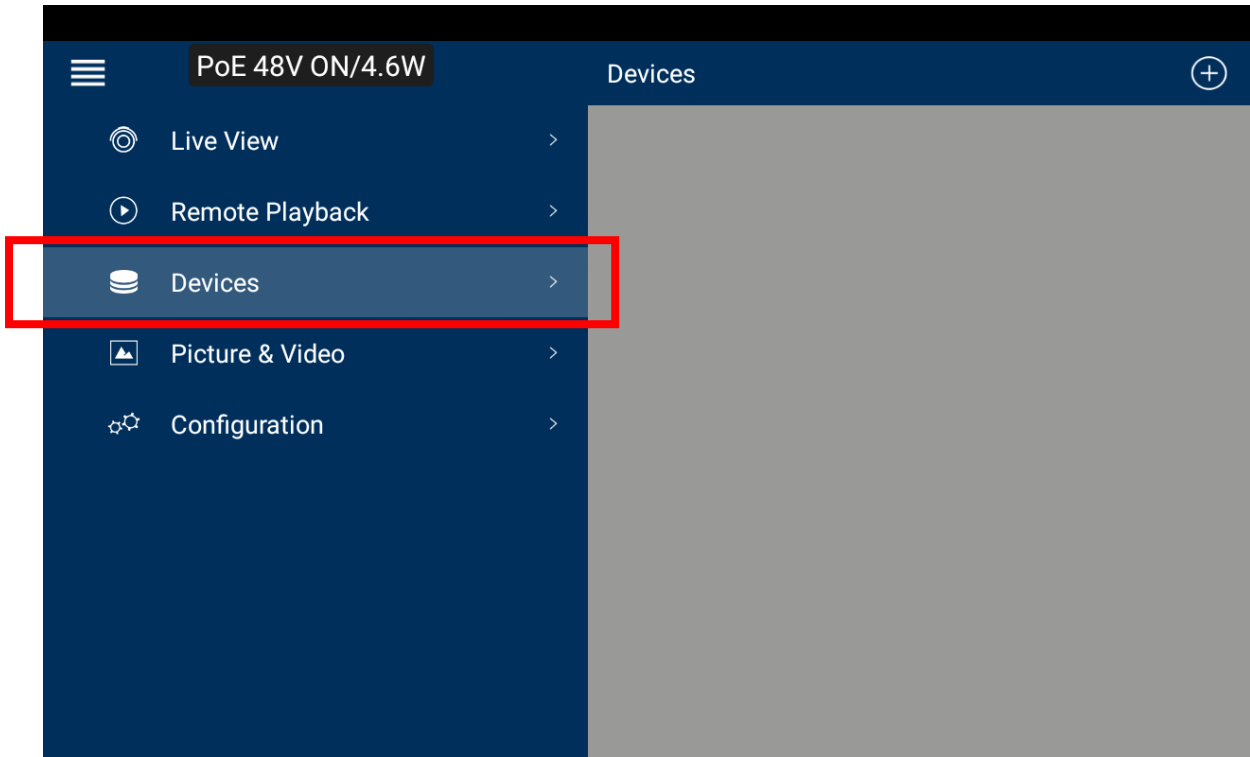 PoE 48V ON/4.6W
Devices
Live View
Remote Playback
Devices
Picture & Video
Configuration